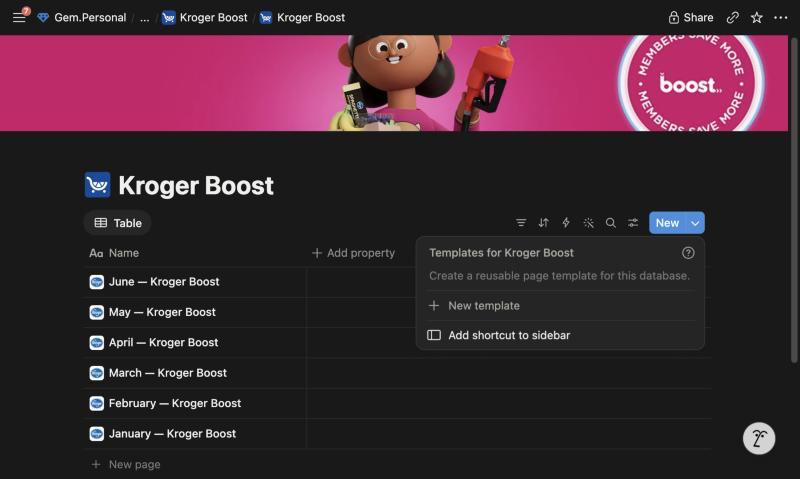 7
Gem.Personal / ... / Kroger Boost / Kroger Boost
Share
MEMBERS SAVE MORE • MEMBERS SAVE MORE •
boost
SPAGHETTI
Kroger Boost
Table
New
Aa Name
Add property
Templates for Kroger Boost
Create a reusable page template for this database.
New template
Add shortcut to sidebar
June — Kroger Boost
May — Kroger Boost
April — Kroger Boost
March — Kroger Boost
February — Kroger Boost
January — Kroger Boost
New page